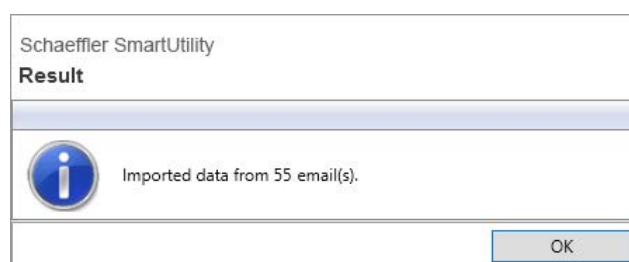 Schaeffler SmartUtility
Result
Imported data from 55 email(s).
OK